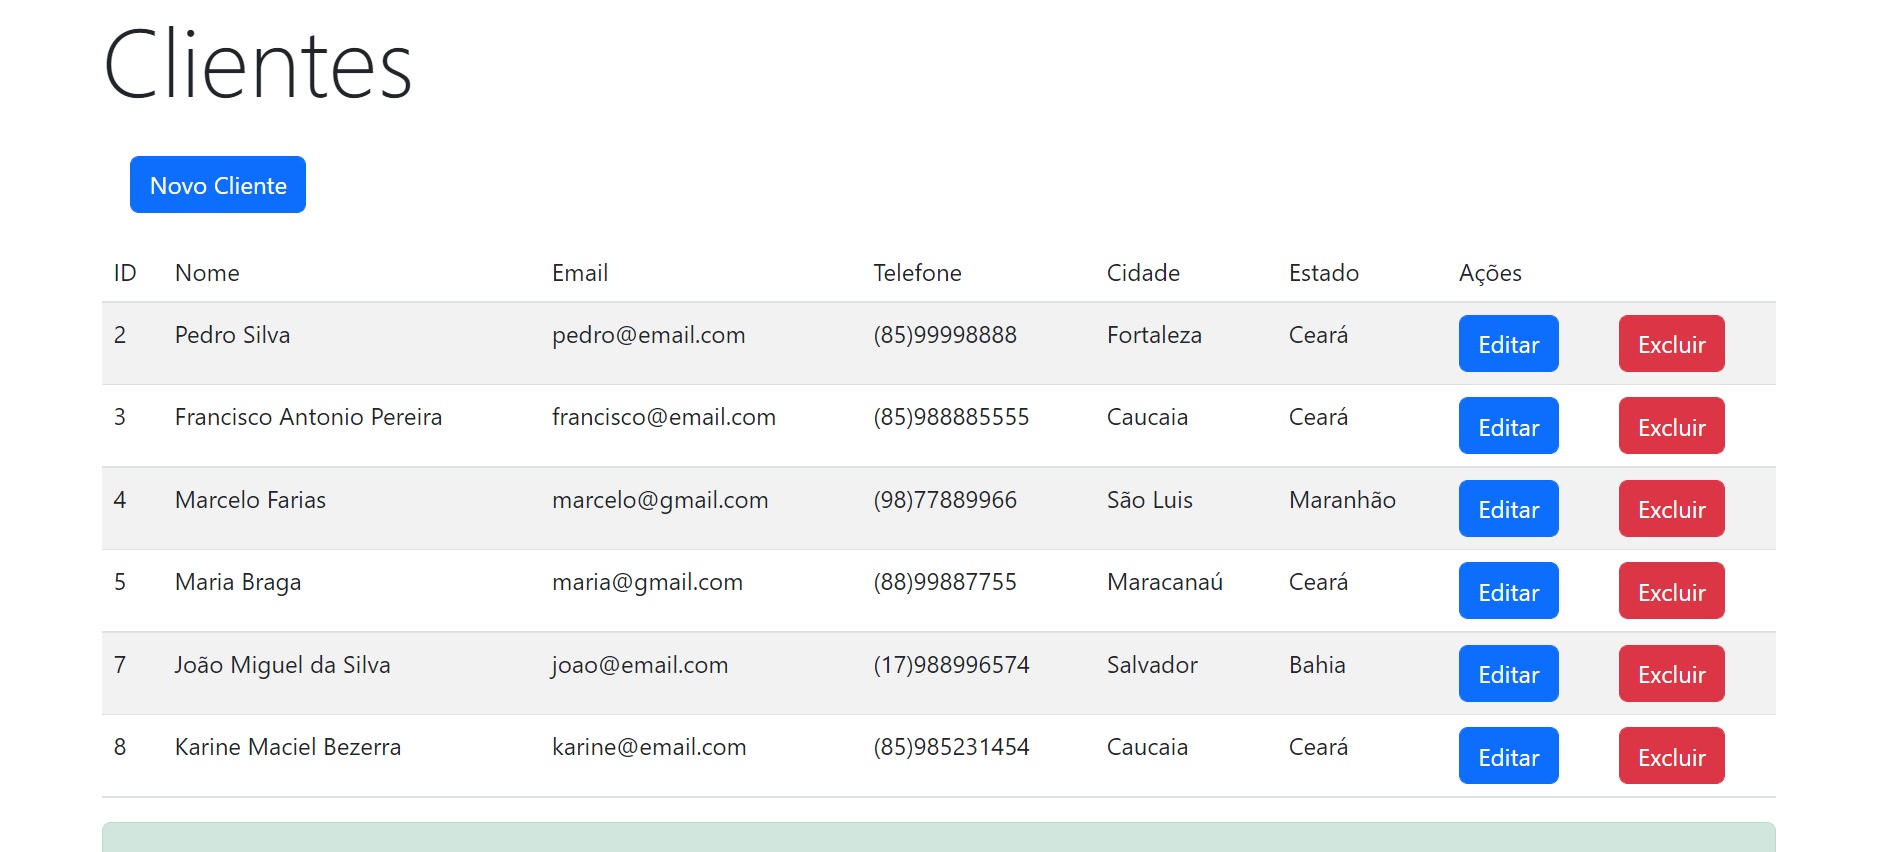 Clientes
Novo Cliente
ID Nome Email Telefone Cidade Estado Ações
2 Pedro Silva pedro@email.com (85)99998888 Fortaleza Ceará Editar Excluir
3 Francisco Antonio Pereira francisco@email.com (85)988885555 Caucaia Ceará Editar Excluir
4 Marcelo Farias marcelo@gmail.com (98)77889966 São Luis Maranhão Editar Excluir
5 Maria Braga maria@gmail.com (88)99887755 Maracanaú Ceará Editar Excluir
7 João Miguel da Silva joao@email.com (17)988996574 Salvador Bahia Editar Excluir
8 Karine Maciel Bezerra karine@email.com (85)985231454 Caucaia Ceará Editar Excluir